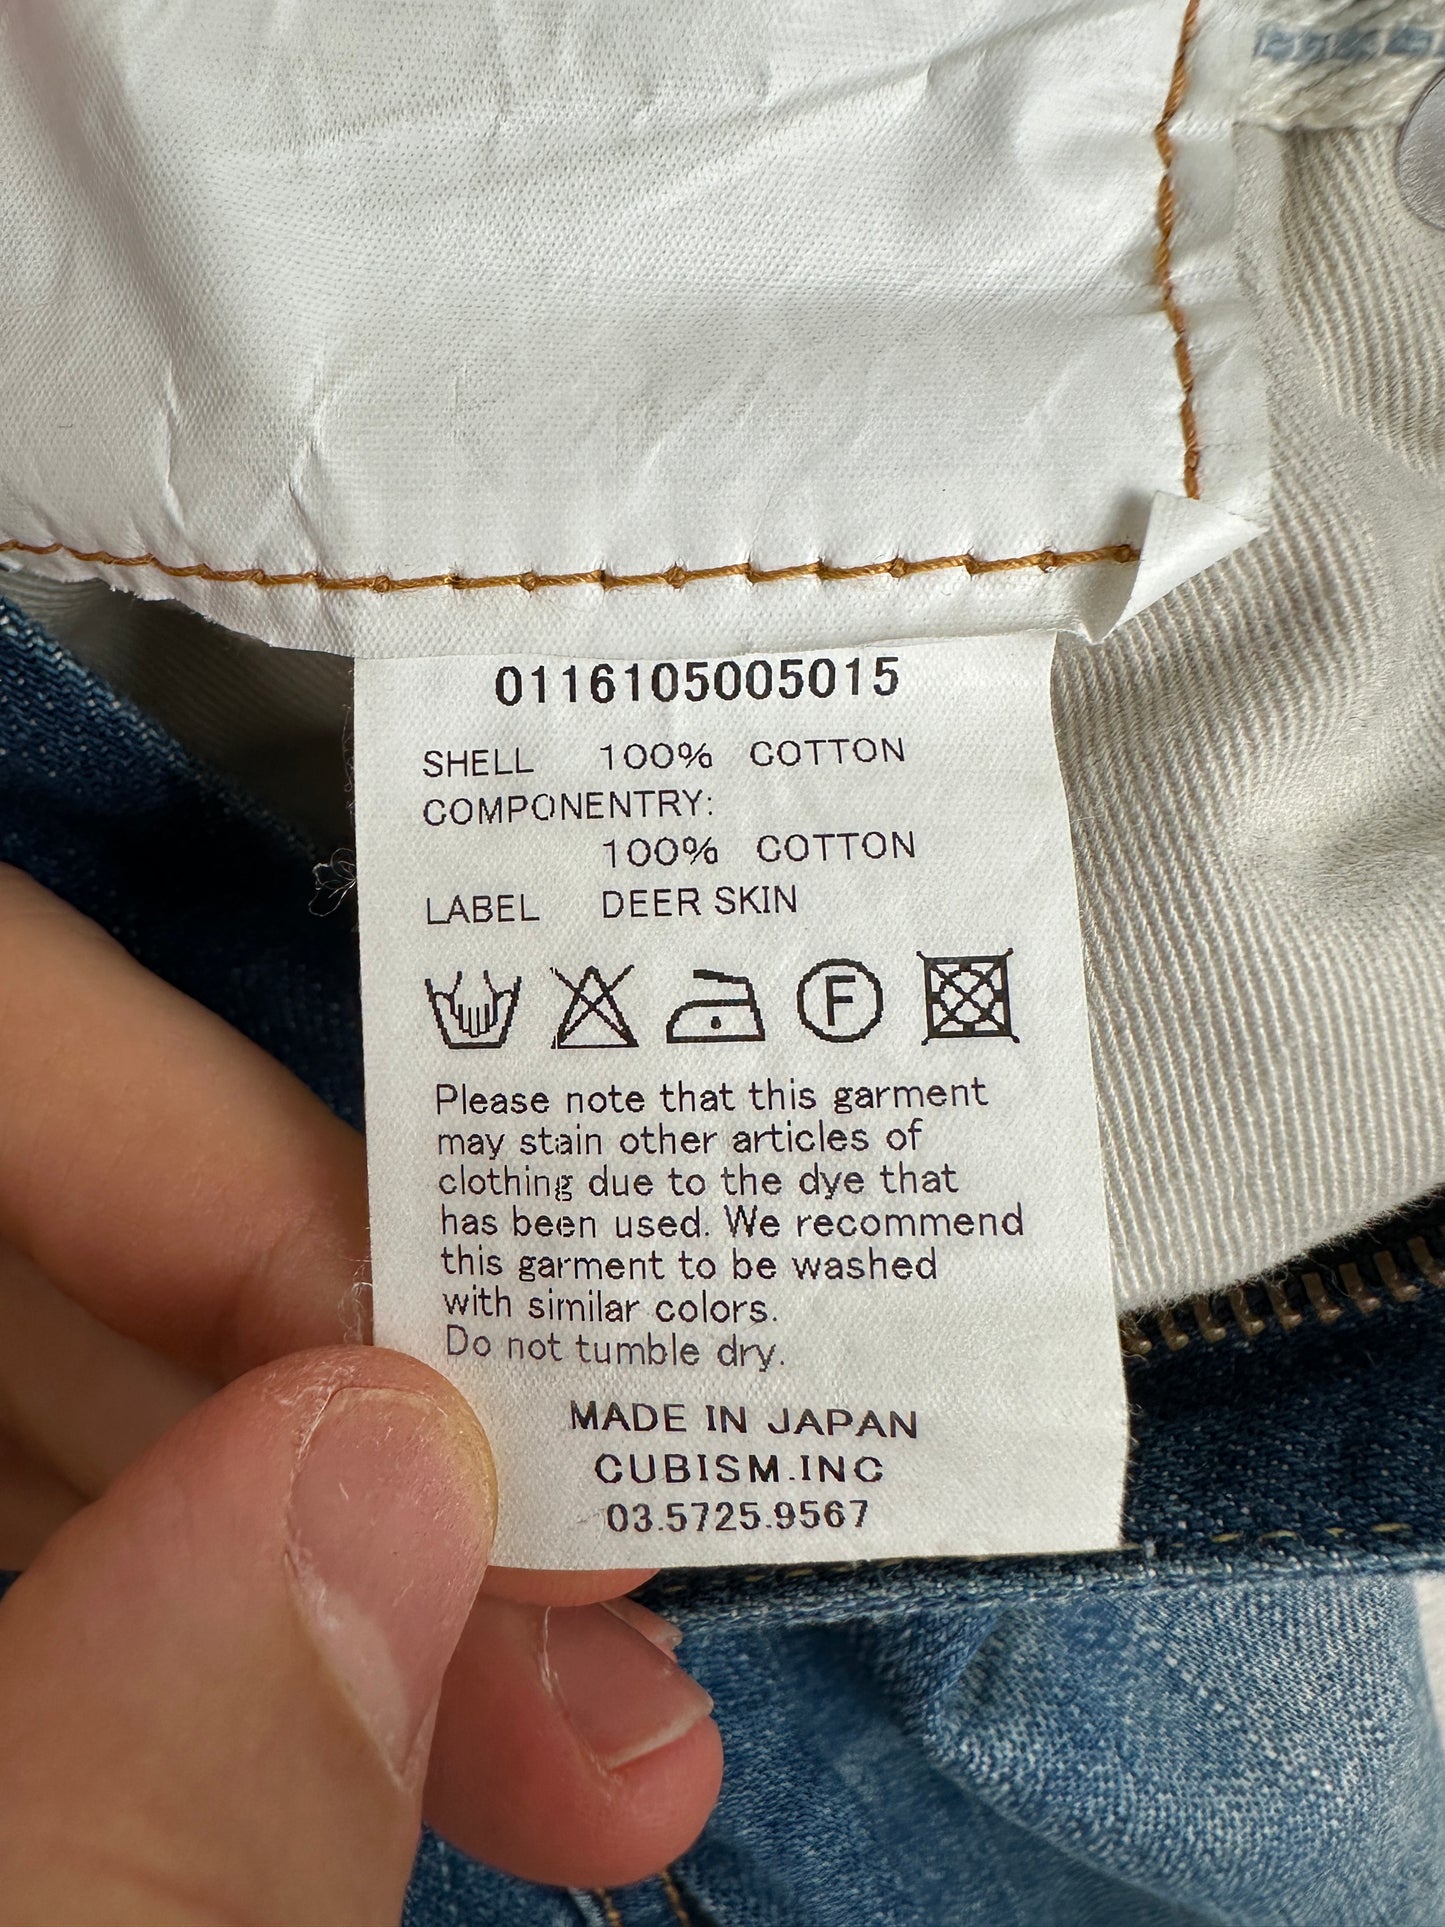 0116105005015
SHELL 100% COTTON
COMPONENTRY:
100% COTTON
LABEL DEER SKIN
F
Please note that this garment
may stain other articles of
clothing due to the dye that
has been used. We recommend
this garment to be washed
with similar colors.
Do not tumble dry.
MADE IN JAPAN
CUBISM.INC
03.5725.9567